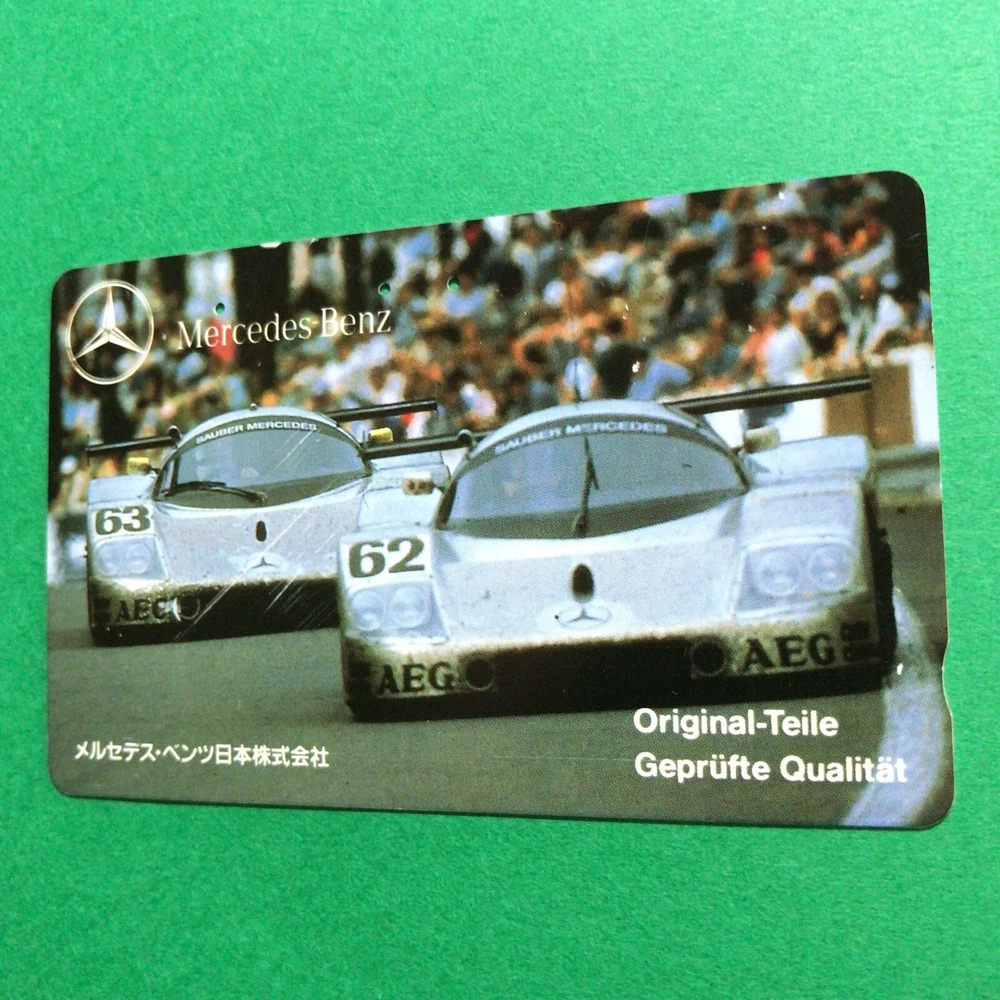 Mercedes-Benz
SAUBER MERCEDES
SAUBER MERCEDES
63
62
AEG
AEG
AEG
Original-Teile
Geprüfte Qualität
メルセデス・ベンツ日本株式会社